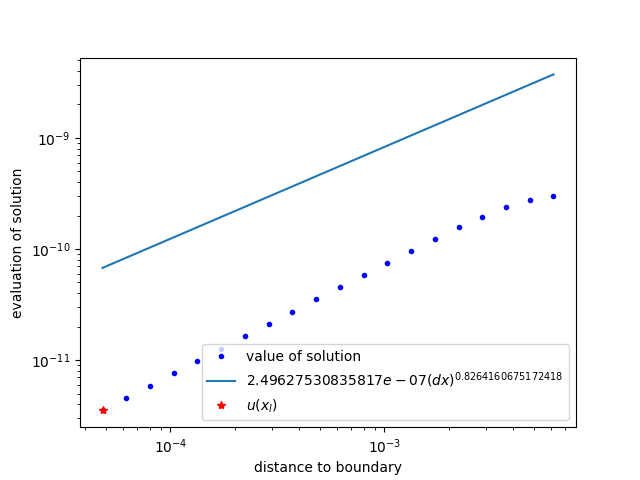 evaluation of solution
10⁻⁹
10⁻¹⁰
10⁻¹¹
value of solution
2.49627530835817e − 07(dx)^0.8264160675172418
u(x_l)
10⁻⁴
10⁻³
distance to boundary